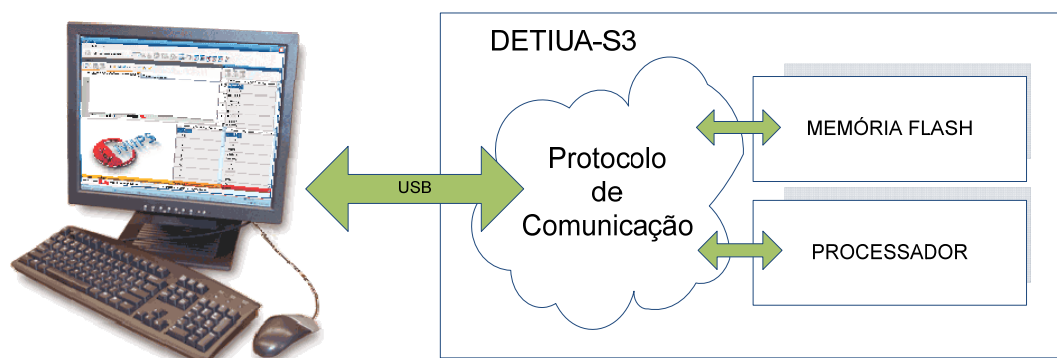 DETIUA-S3
USB
Protocolo
de
Comunicação
MEMÓRIA FLASH
PROCESSADOR